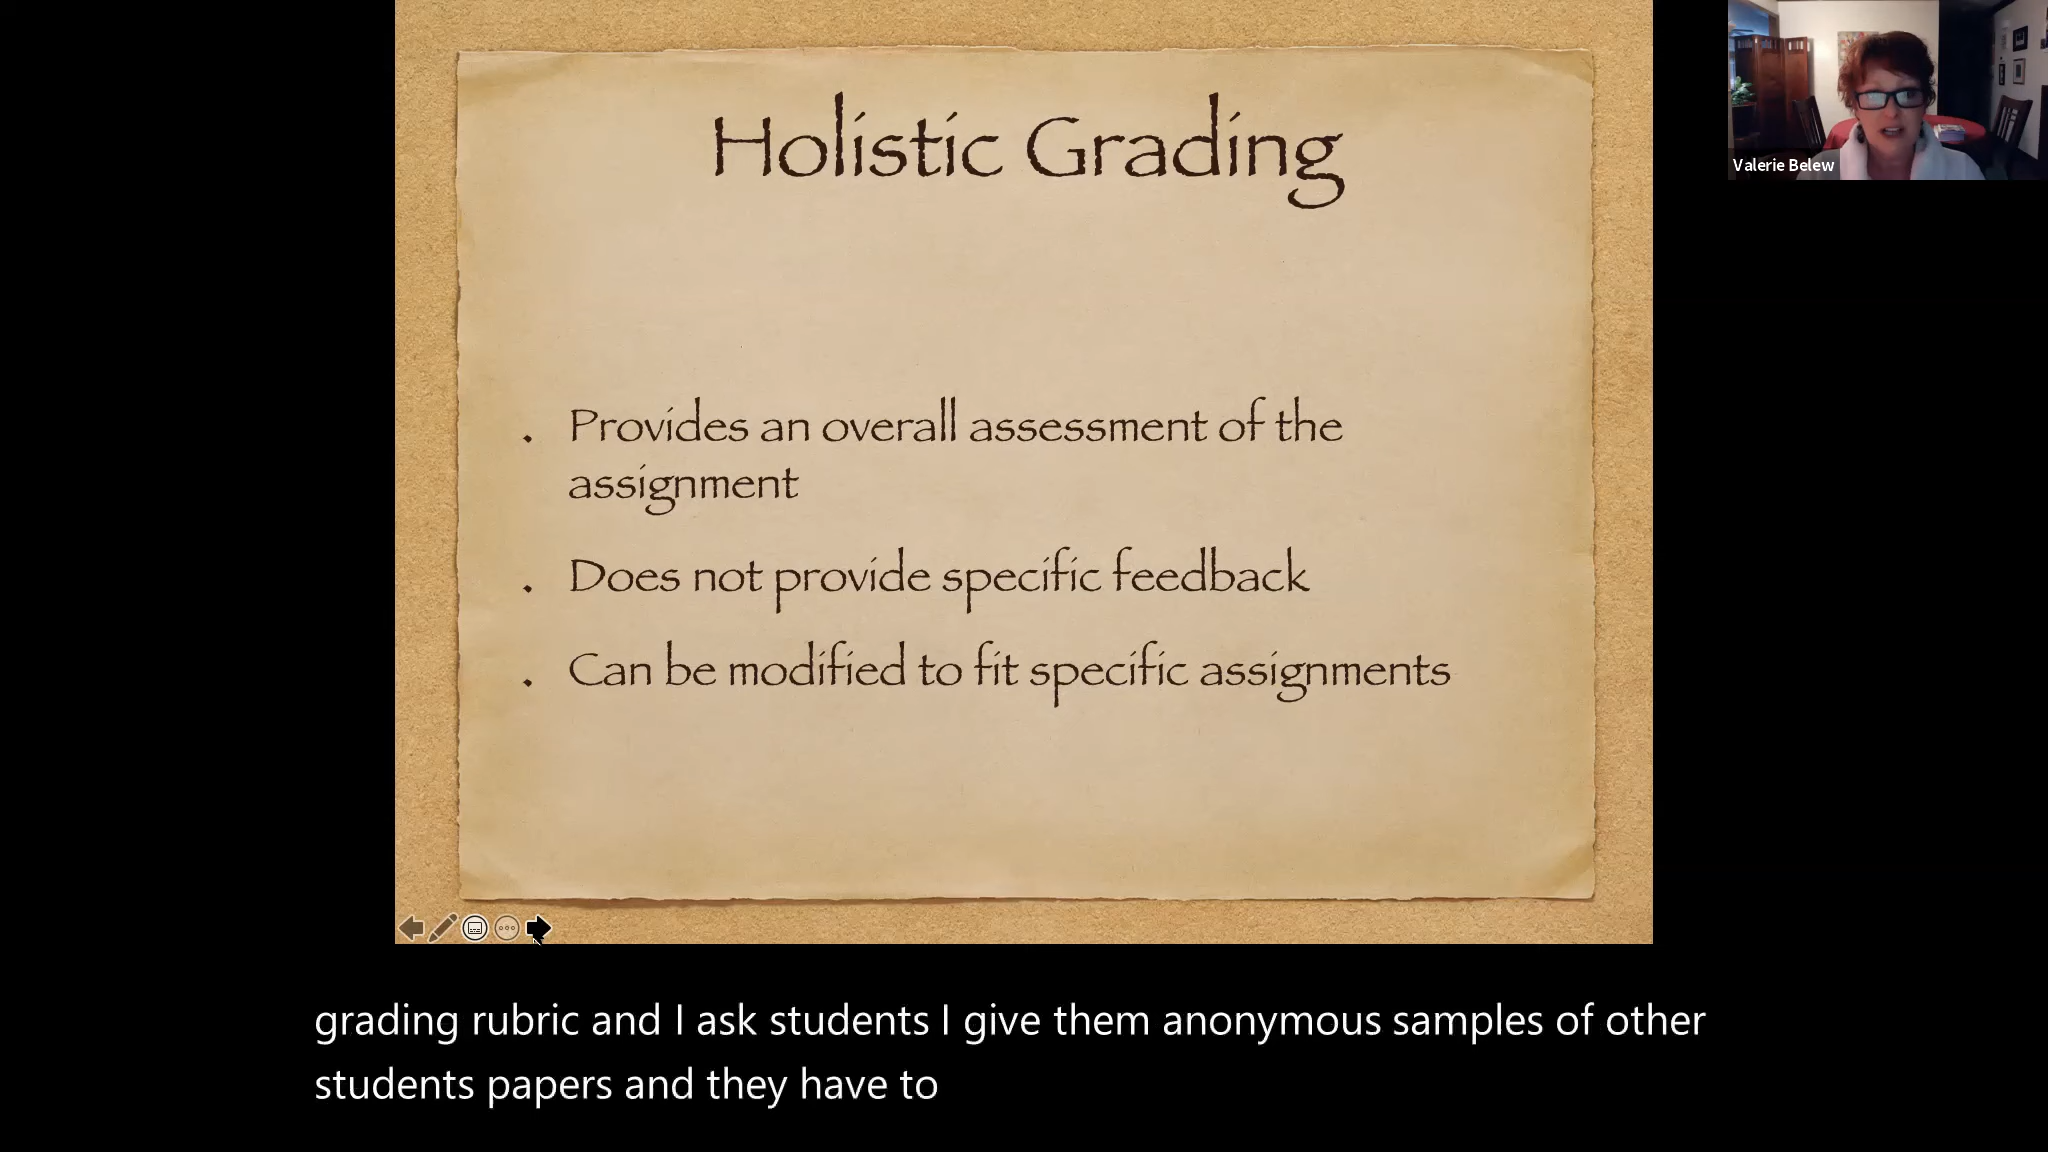 Holistic Grading
Valerie Belew
. Provides an overall assessment of the
assignment
. Does not provide specific feedback
. Can be modified to fit specific assignments
grading rubric and I ask students I give them anonymous samples of other
students papers and they have to